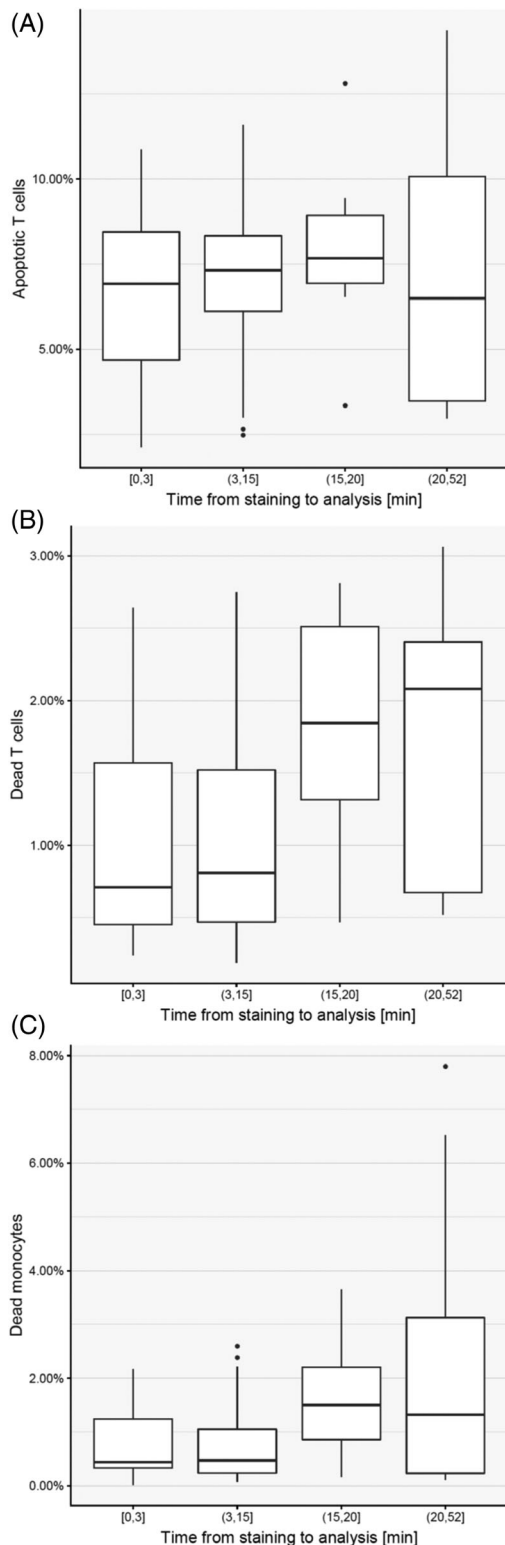 (A)
Apoptotic T cells
10.00%
5.00%
[0,3]
(3,15]
(15,20]
(20,52]
Time from staining to analysis [min]
(B)
Dead T cells
3.00%
2.00%
1.00%
[0,3]
(3,15]
(15,20]
(20,52]
Time from staining to analysis [min]
(C)
Dead monocytes
8.00%
6.00%
4.00%
2.00%
0.00%
[0,3]
(3,15]
(15,20]
(20,52]
Time from staining to analysis [min]